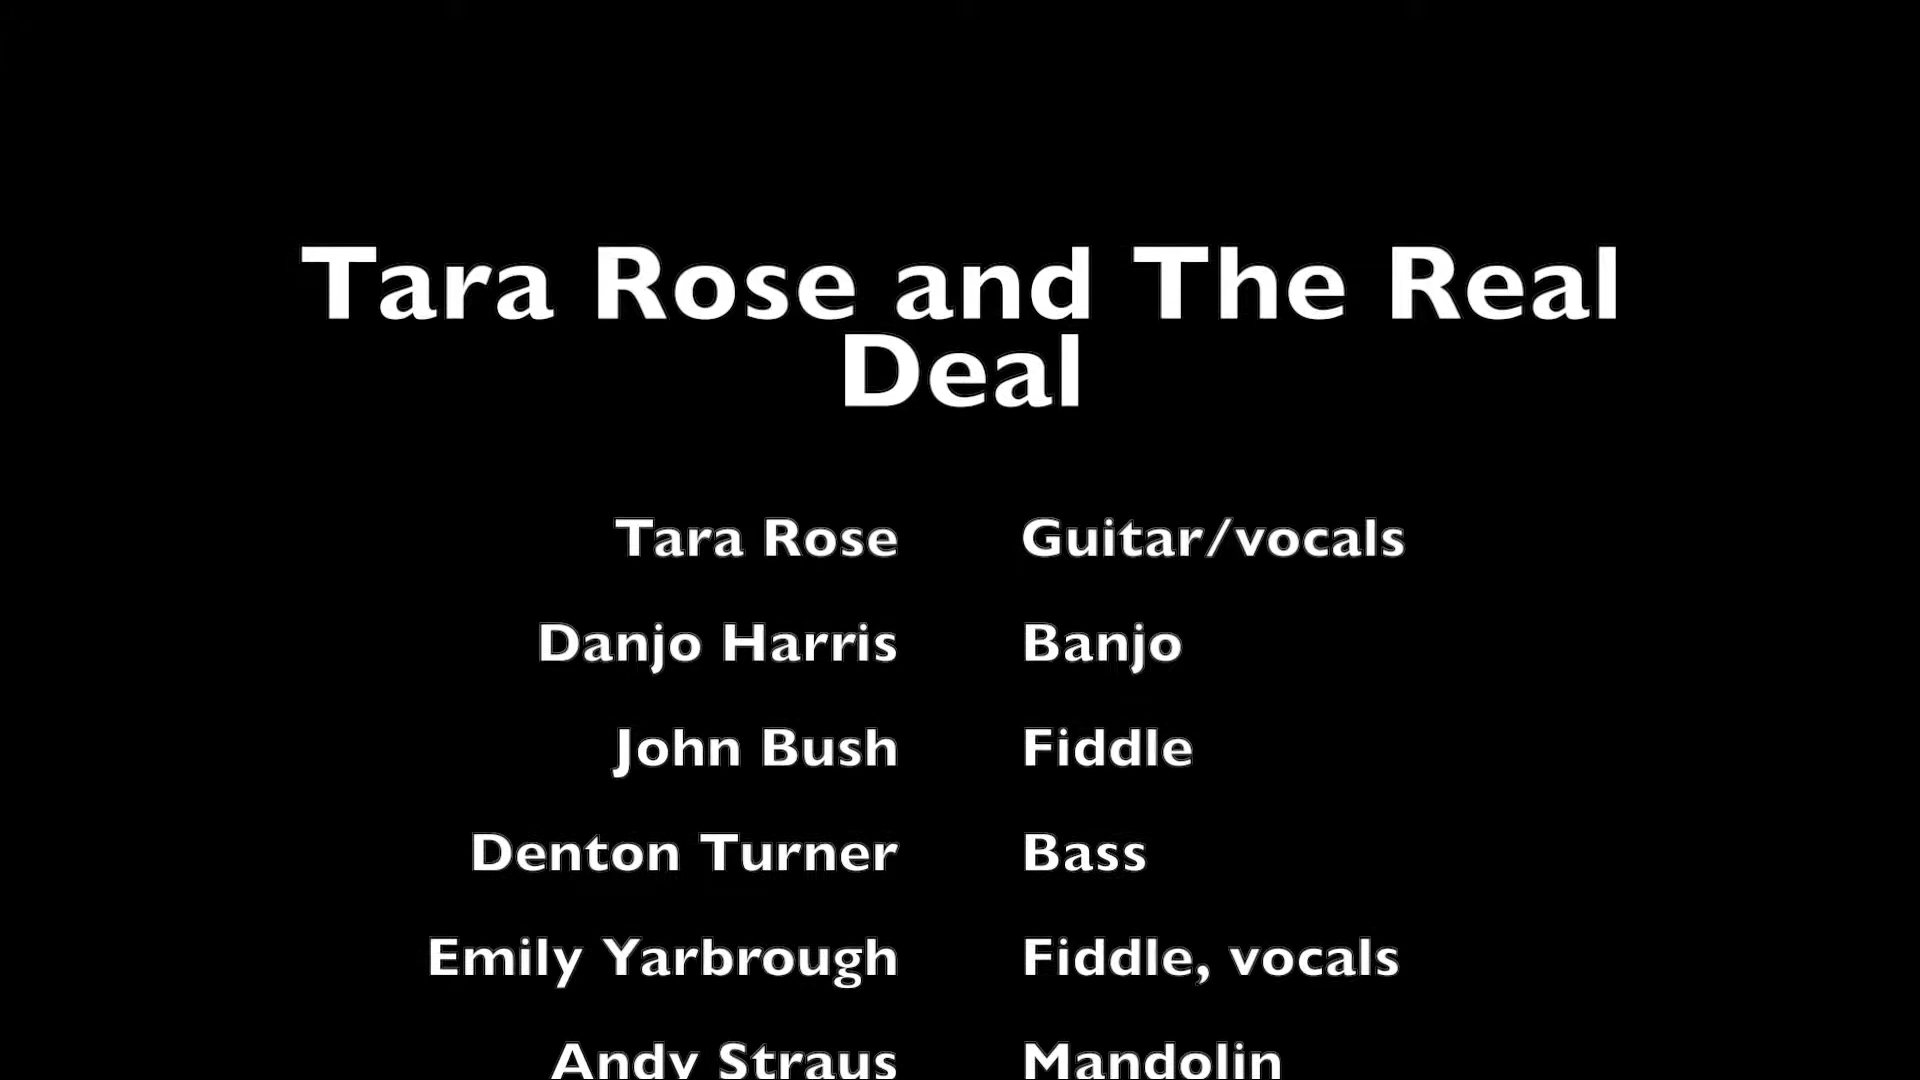 Tara Rose and The Real
Deal
Tara Rose Guitar/vocals
Danjo Harris Banjo
John Bush Fiddle
Denton Turner Bass
Emily Yarbrough Fiddle, vocals
Andy Straus Mandolin